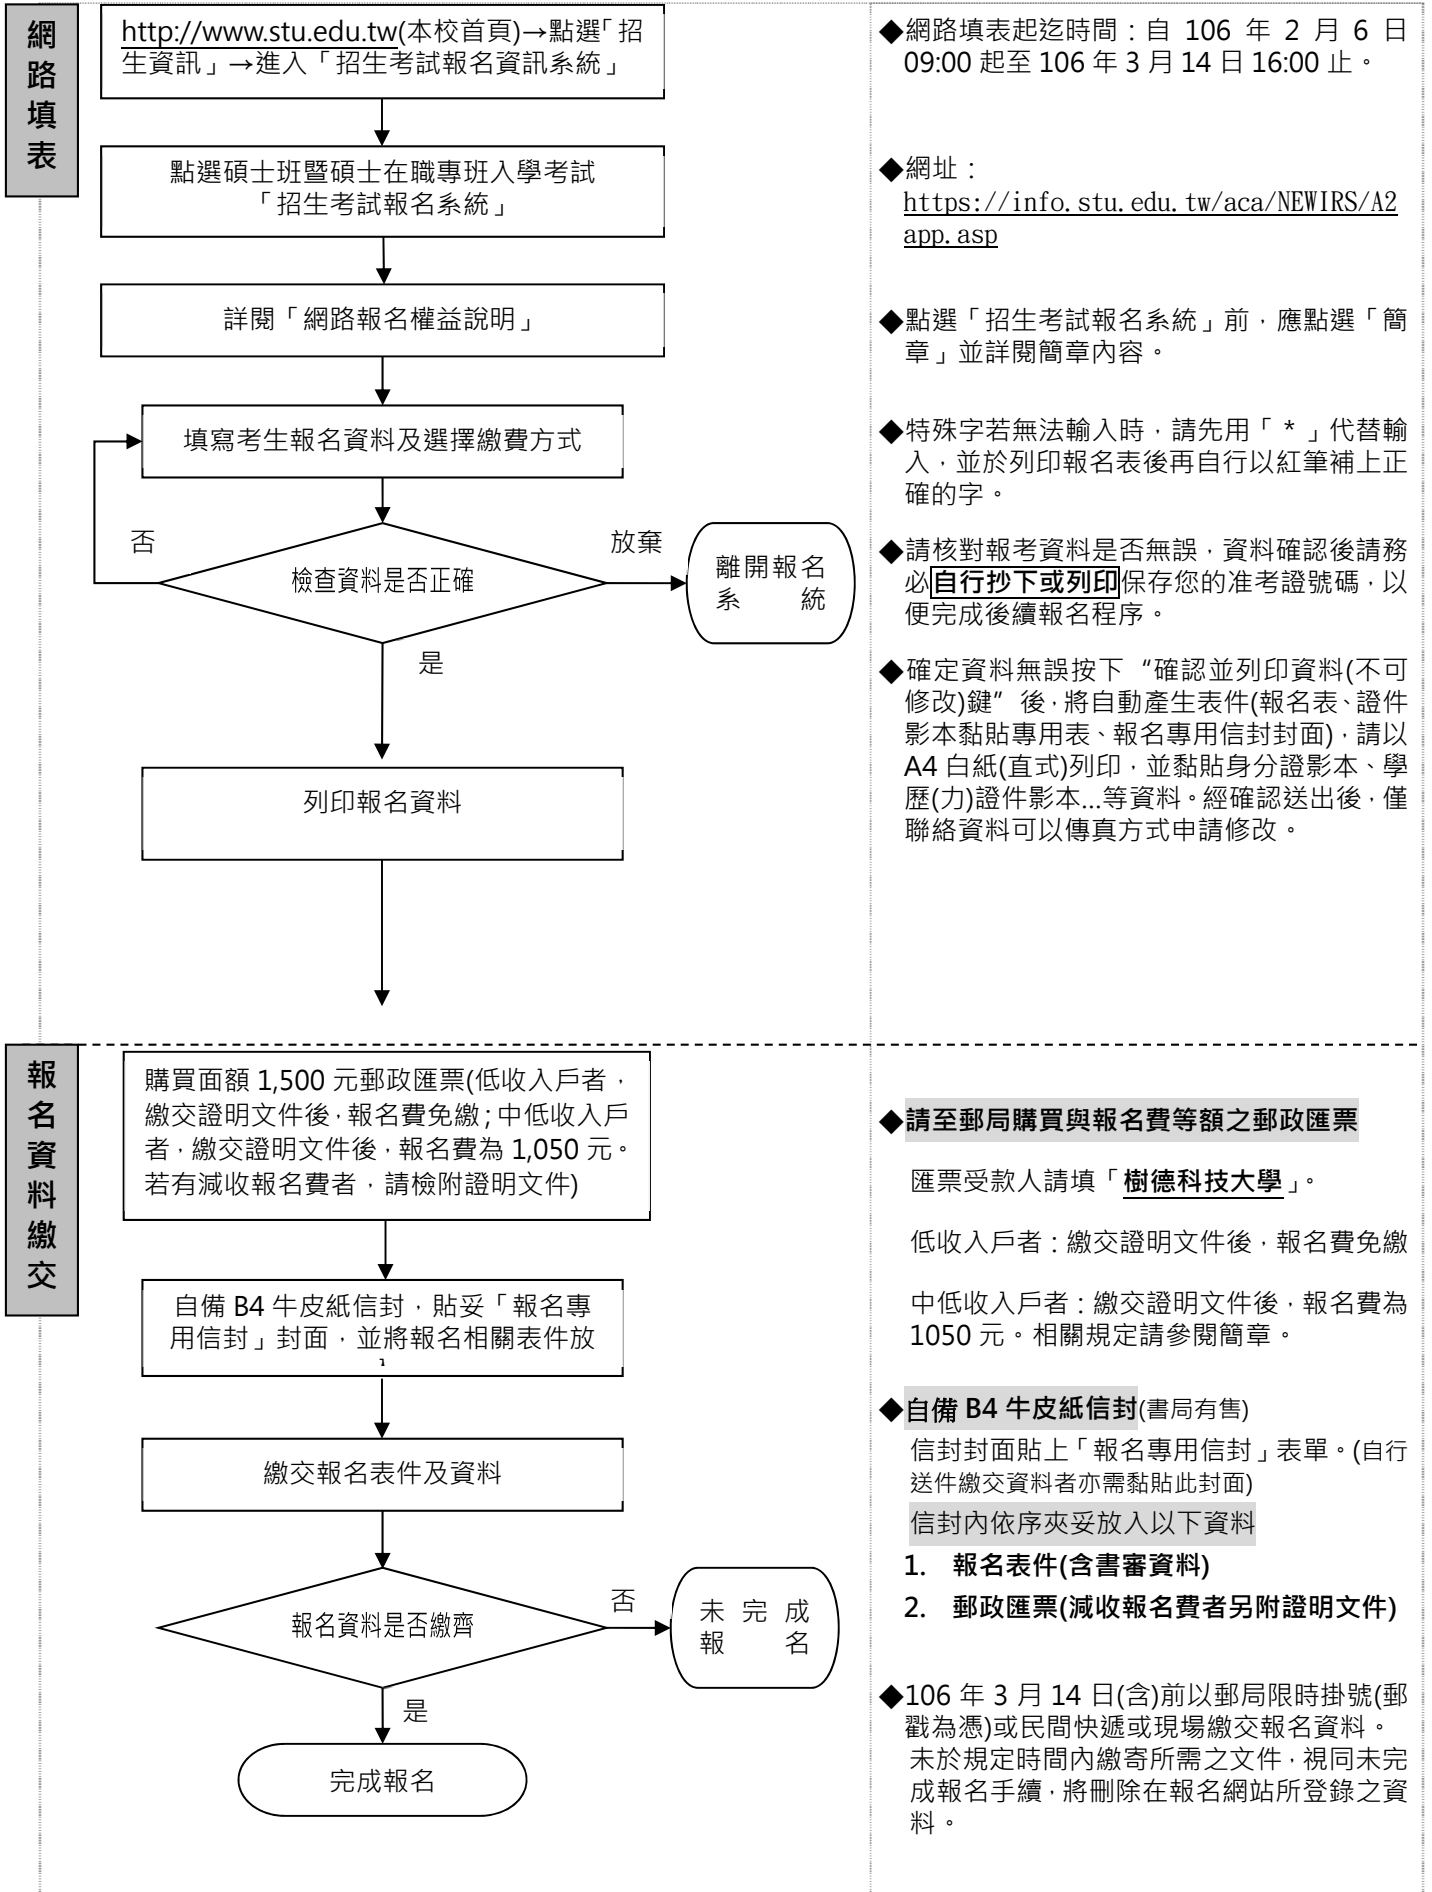 網路填表
http://www.stu.edu.tw(本校首頁)→點選「招
生資訊」→進入「招生考試報名資訊系統」
點選碩士班暨碩士在職專班入學考試
「招生考試報名系統」
詳閱「網路報名權益說明」
填寫考生報名資料及選擇繳費方式
否
檢查資料是否正確
放棄
離開報名
系統
是
列印報名資料
◆網路填表起迄時間：自 106 年 2 月 6 日
09:00 起至 106 年 3 月 14 日 16:00 止。
◆網址：
https://info.stu.edu.tw/aca/NEWIRS/A2
app.asp
◆點選「招生考試報名系統」前，應點選「簡
章」並詳閱簡章內容。
◆特殊字若無法輸入時，請先用「 * 」代替輸
入，並於列印報名表後再自行以紅筆補上正
確的字。
◆請核對報考資料是否無誤，資料確認後請務
必自行抄下或列印保存您的准考證號碼，以
便完成後續報名程序。
◆確定資料無誤按下“確認並列印資料(不可
修改)鍵”後，將自動產生表件(報名表、證件
影本黏貼專用表、報名專用信封封面)，請以
A4 白紙(直式)列印，並黏貼身分證影本、學
歷(力)證件影本...等資料。經確認送出後，僅
聯絡資料可以傳真方式申請修改。
報名資料繳交
購買面額 1,500 元郵政匯票(低收入戶者，
繳交證明文件後，報名費免繳；中低收入戶
者，繳交證明文件後，報名費為 1,050 元。
若有減收報名費者，請檢附證明文件)
自備 B4 牛皮紙信封，貼妥「報名專
用信封」封面，並將報名相關表件放
繳交報名表件及資料
報名資料是否繳齊
否
未完成
報名
是
完成報名
◆請至郵局購買與報名費等額之郵政匯票
匯票受款人請填「樹德科技大學」。
低收入戶者：繳交證明文件後，報名費免繳
中低收入戶者：繳交證明文件後，報名費為
1050 元。相關規定請參閱簡章。
◆自備 B4 牛皮紙信封(書局有售)
信封封面貼上「報名專用信封」表單。(自行
送件繳交資料者亦需黏貼此封面)
信封內依序夾妥放入以下資料
1. 報名表件(含書審資料)
2. 郵政匯票(減收報名費者另附證明文件)
◆106 年 3 月 14 日(含)前以郵局限時掛號(郵
戳為憑)或民間快遞或現場繳交報名資料。
未於規定時間內繳寄所需之文件，視同未完
成報名手續，將刪除在報名網站所登錄之資
料。